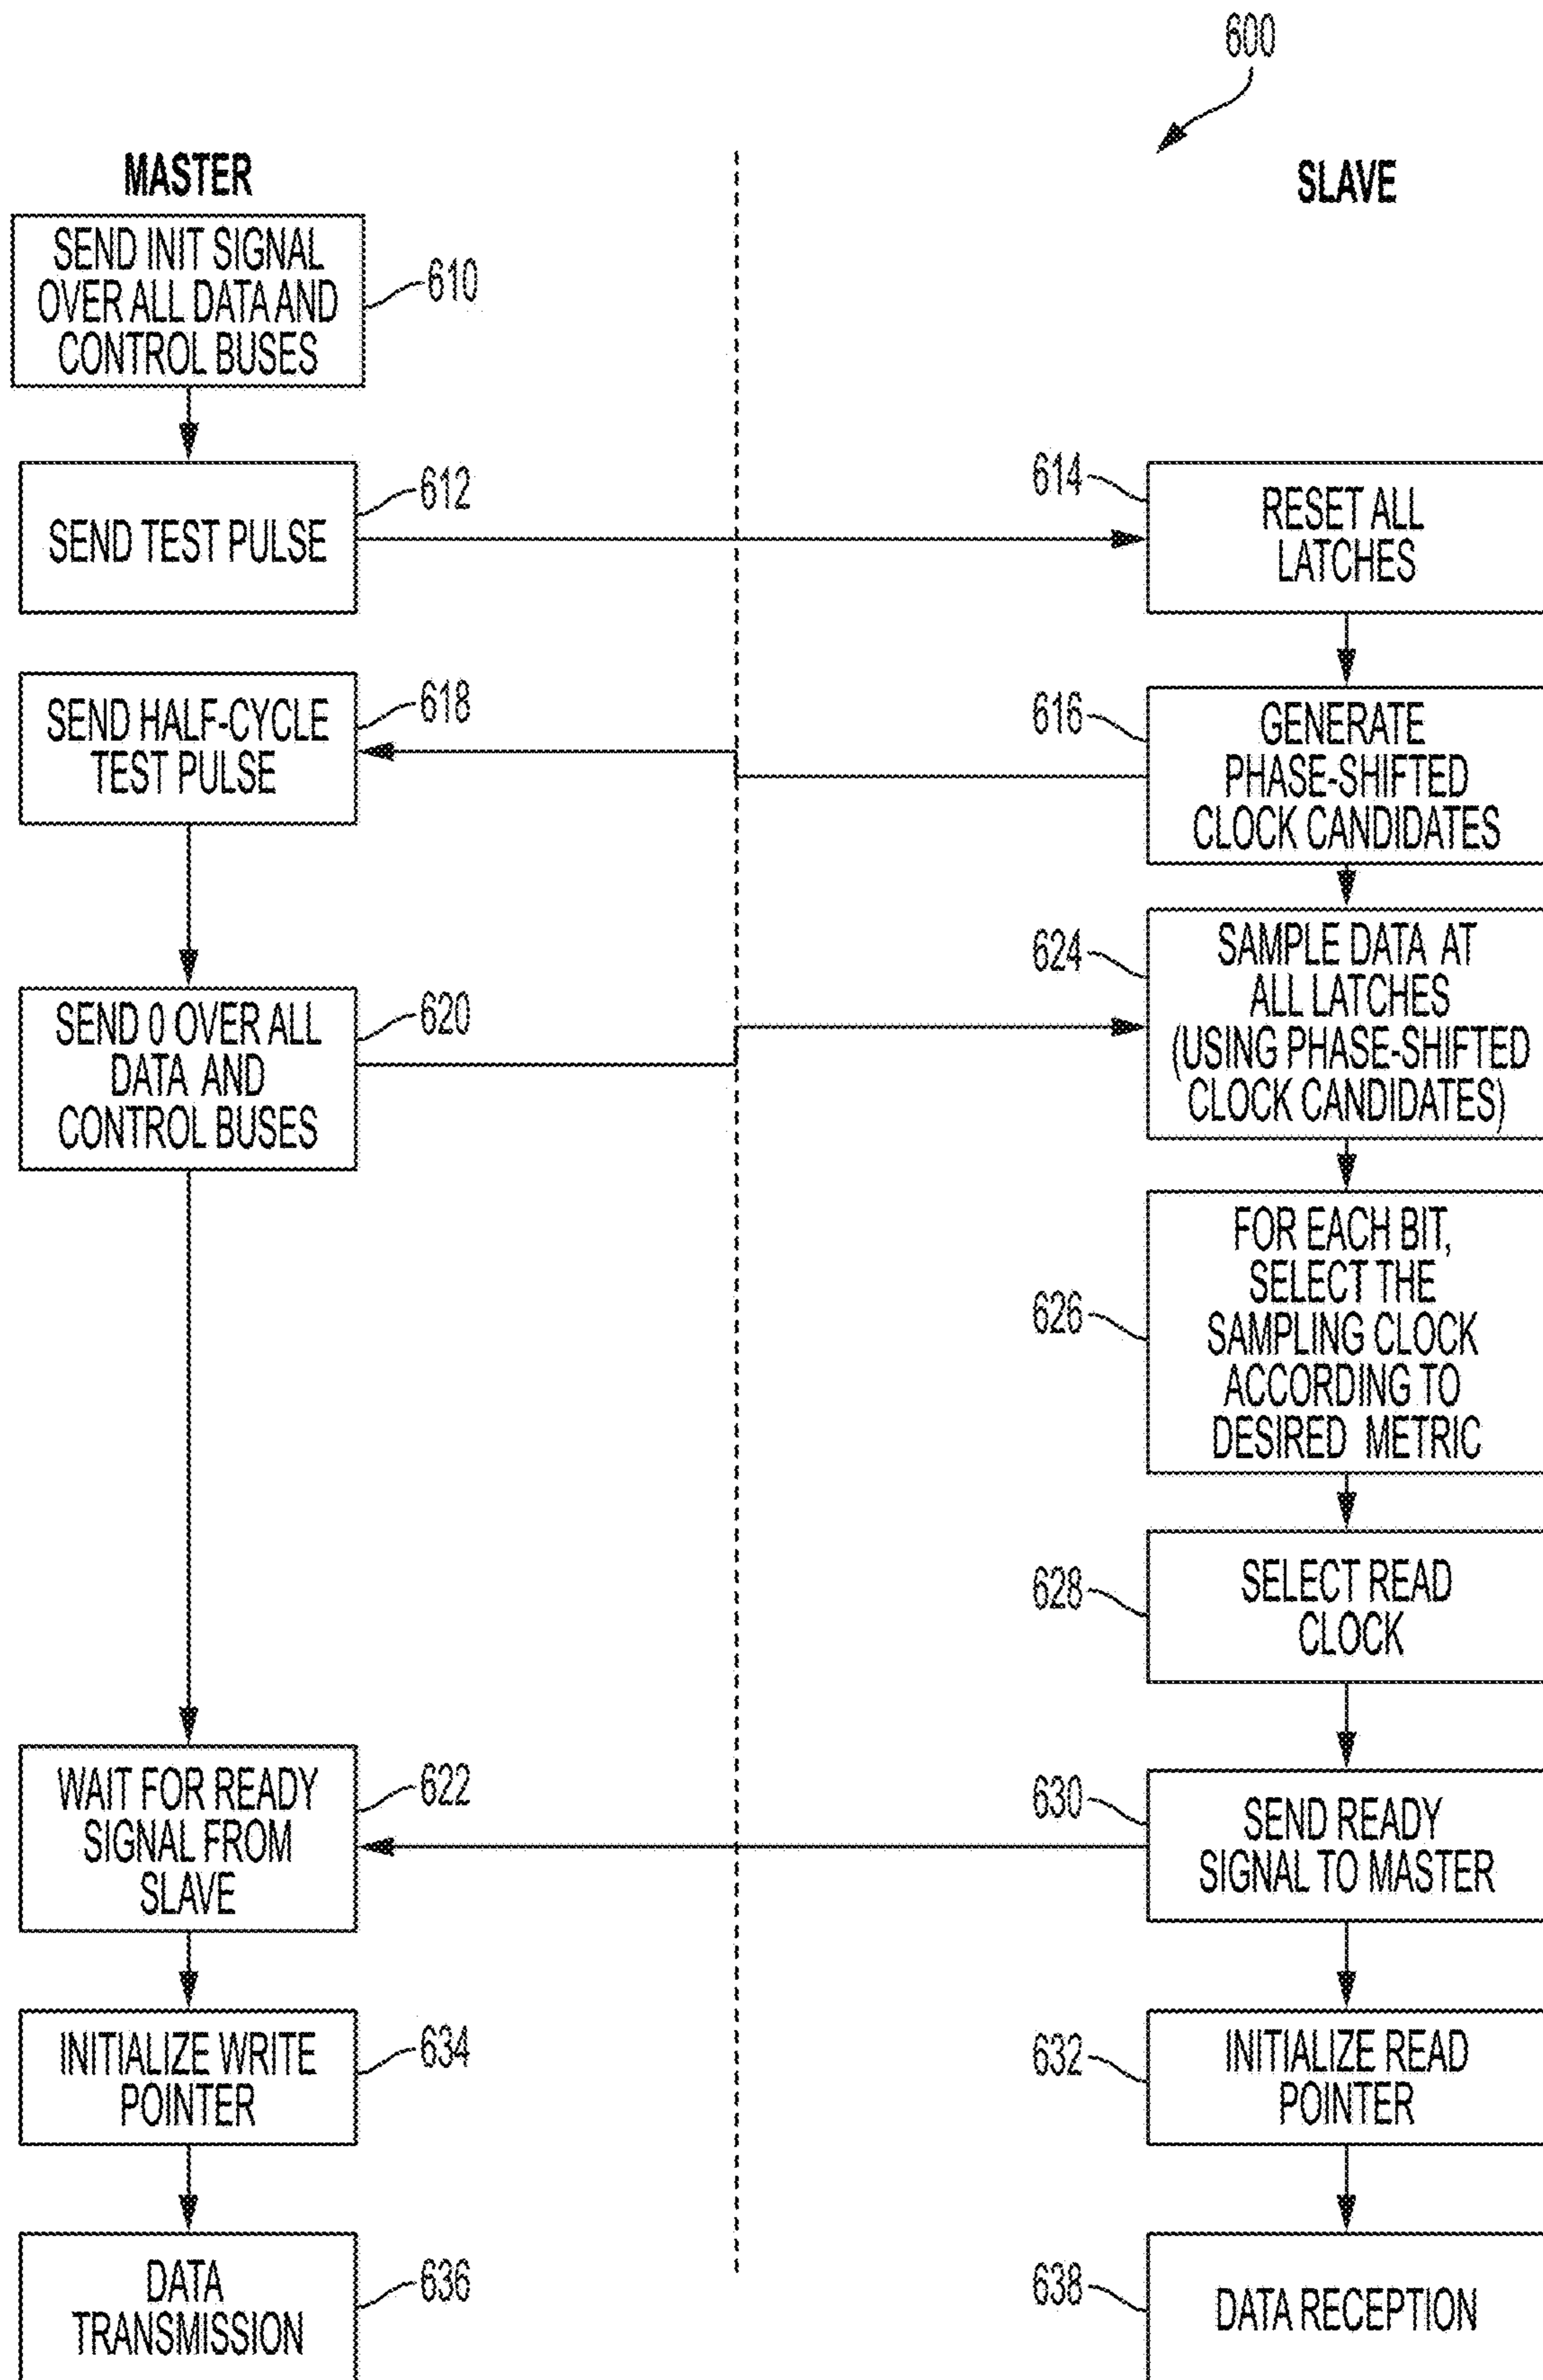 600
MASTER
SLAVE
SEND INIT SIGNAL
OVER ALL DATA AND
CONTROL BUSES
610
SEND TEST PULSE
612
614
RESET ALL
LATCHES
SEND HALF-CYCLE
TEST PULSE
618
616
GENERATE
PHASE-SHIFTED
CLOCK CANDIDATES
SEND 0 OVER ALL
DATA AND
CONTROL BUSES
620
624
SAMPLE DATA AT
ALL LATCHES
(USING PHASE-SHIFTED
CLOCK CANDIDATES)
626
FOR EACH BIT,
SELECT THE
SAMPLING CLOCK
ACCORDING TO
DESIRED METRIC
628
SELECT READ
CLOCK
WAIT FOR READY
SIGNAL FROM
SLAVE
622
630
SEND READY
SIGNAL TO MASTER
INITIALIZE WRITE
POINTER
634
632
INITIALIZE READ
POINTER
DATA
TRANSMISSION
636
638
DATA RECEPTION